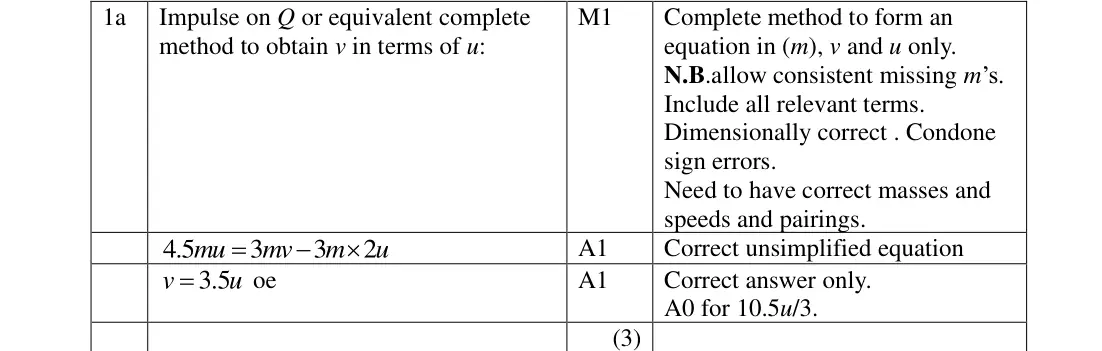 1a Impulse on Q or equivalent complete M1 Complete method to form an
method to obtain v in terms of u: equation in (m), v and u only.
N.B.allow consistent missing m's.
Include all relevant terms.
Dimensionally correct . Condone
sign errors.
Need to have correct masses and
speeds and pairings.
4.5mu = 3mv − 3m × 2u A1 Correct unsimplified equation
v = 3.5u oe A1 Correct answer only.
A0 for 10.5u/3.
(3)